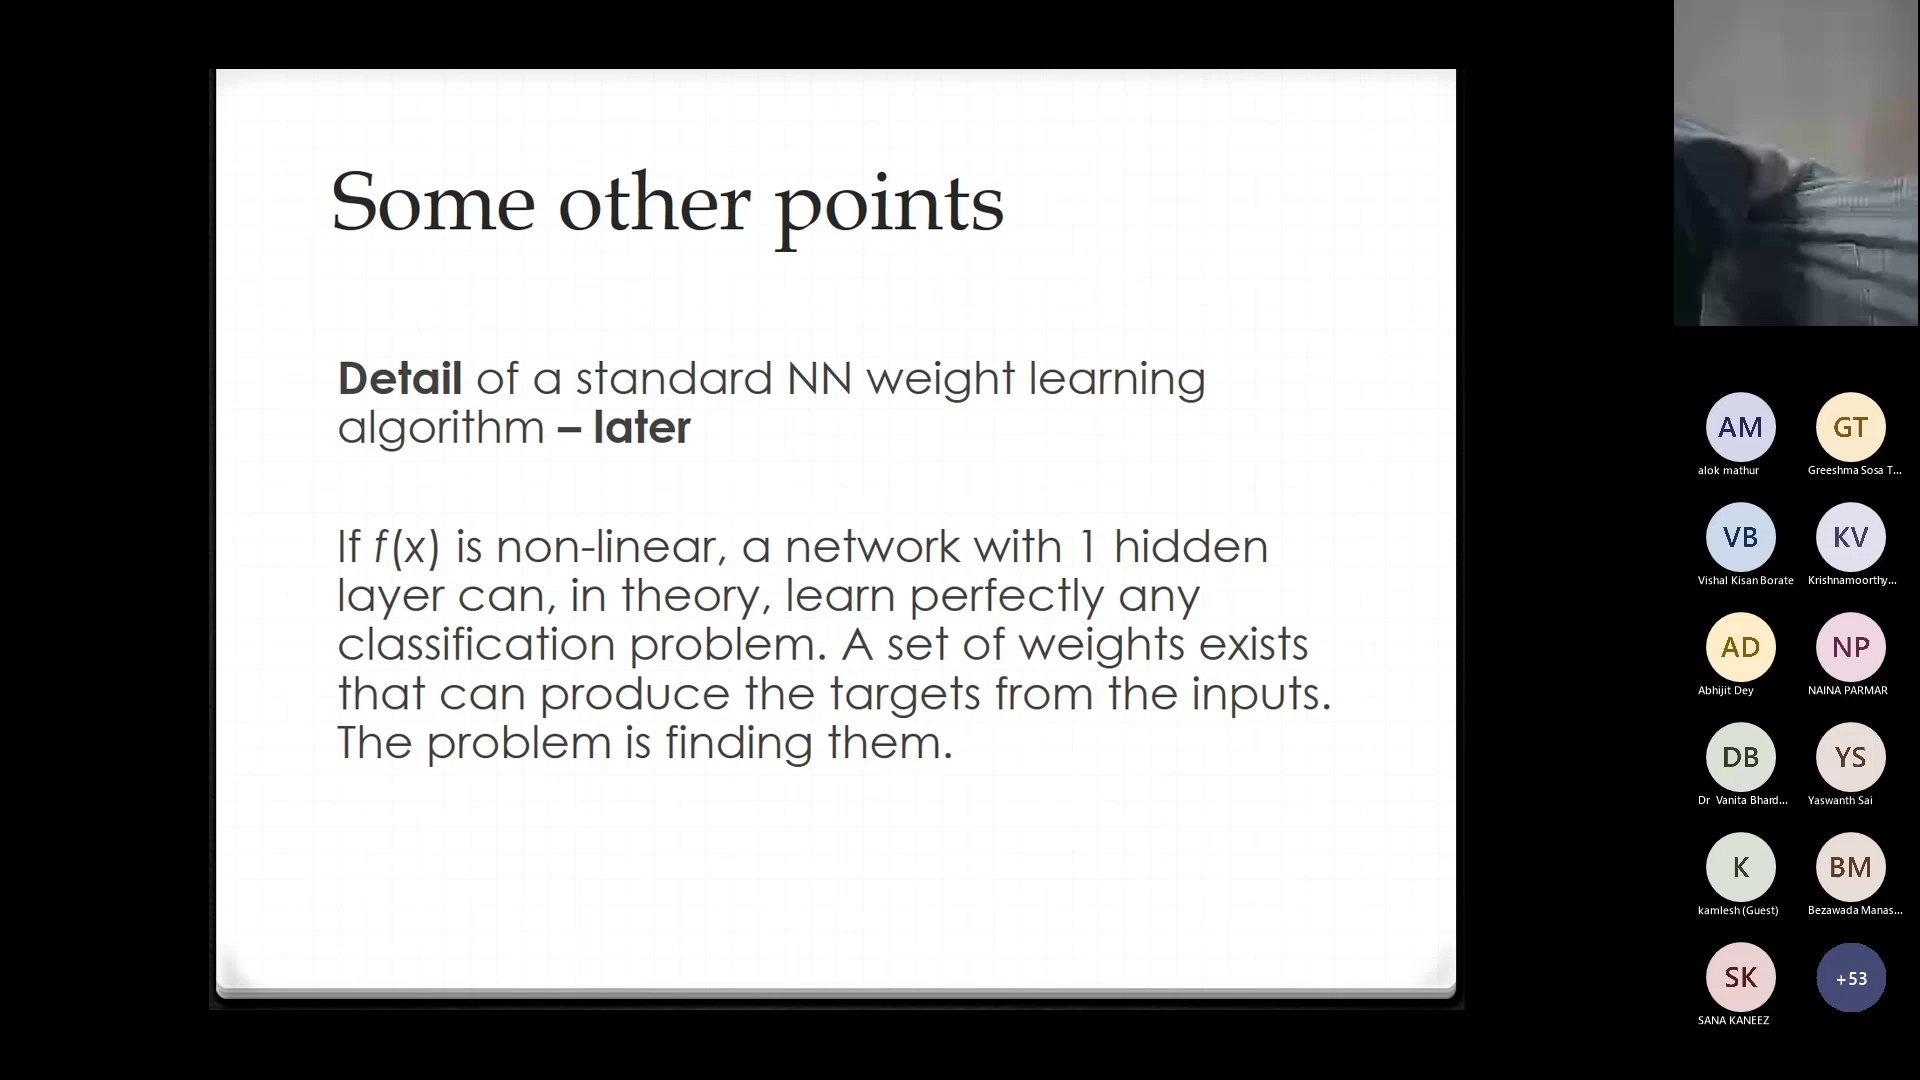 Some other points
Detail of a standard NN weight learning
algorithm – later
If f(x) is non-linear, a network with 1 hidden
layer can, in theory, learn perfectly any
classification problem. A set of weights exists
that can produce the targets from the inputs.
The problem is finding them.
AM
GT
alok mathur
Greeshma Sosa T...
VB
KV
Vishal Kisan Borate
Krishnamoorthy...
AD
NP
Abhijit Dey
NAINA PARMAR
DB
YS
Dr Vanita Bhard...
Yaswanth Sai
K
BM
kamlesh (Guest)
Bezawada Manas...
SK
+53
SANA KANEEZ